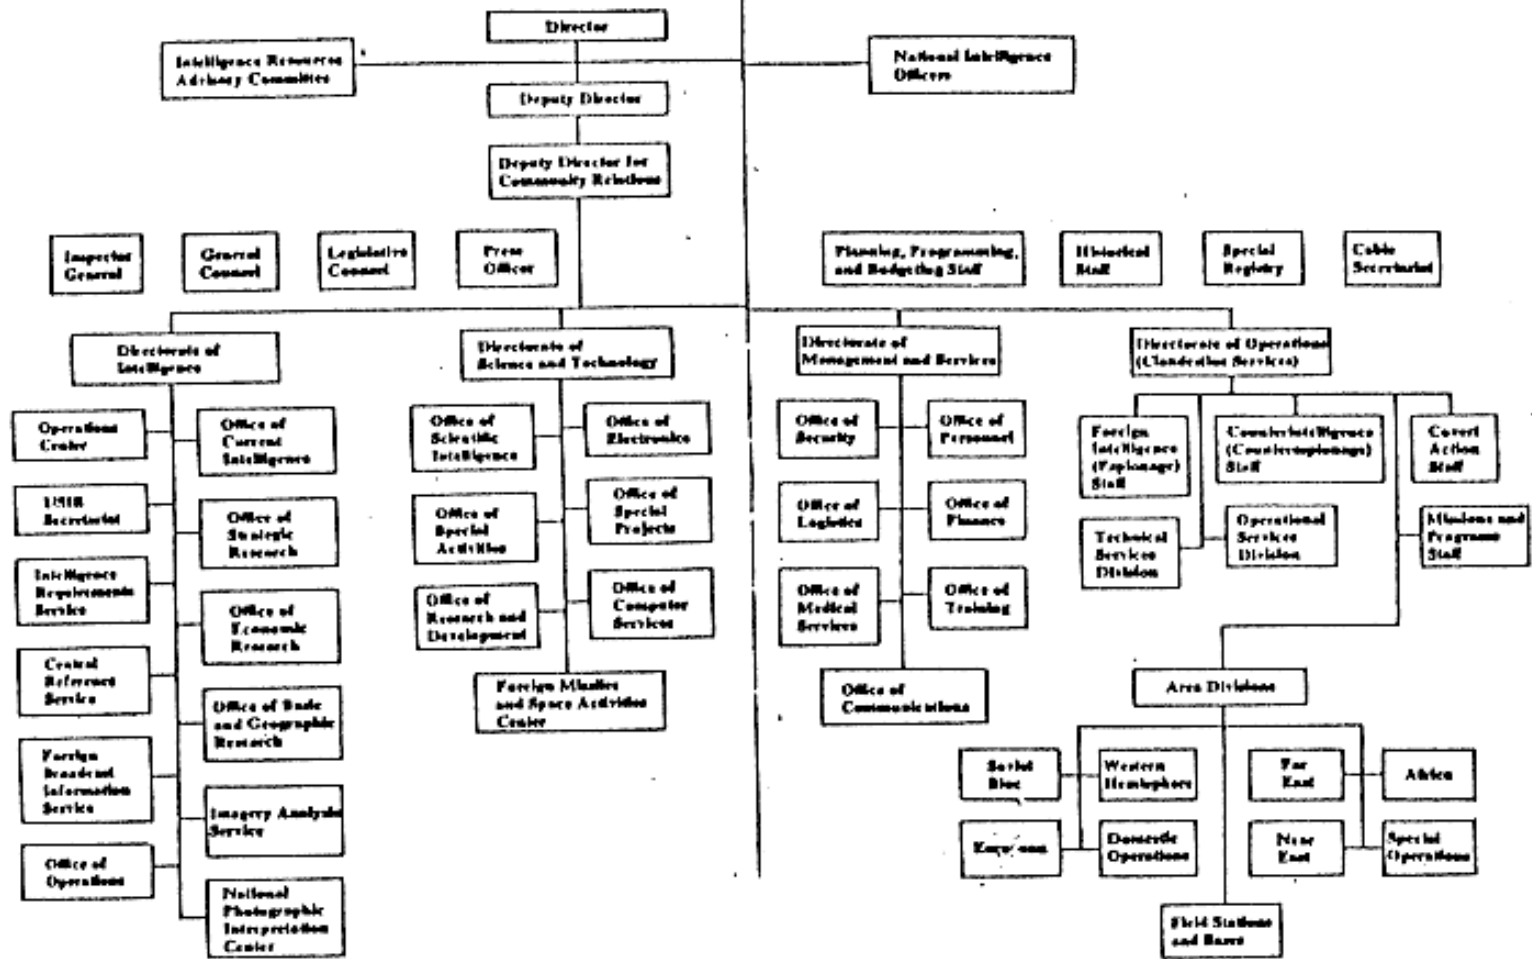 Director
Intelligence Resources
Advisory Committee
National Intelligence
Officers
Deputy Director
Deputy Director for
Community Relations
Inspector
General
General
Counsel
Legislative
Counsel
Press
Officer
Planning, Programming,
and Budgeting Staff
Historical
Staff
Special
Registry
Cable
Secretariat
Directorate of
Intelligence
Directorate of
Science and Technology
Directorate of
Management and Services
Directorate of Operations
(Clandestine Services)
Operations
Center
Office of
Current
Intelligence
USIB
Secretariat
Office of
Strategic
Research
Intelligence
Requirements
Service
Office of
Economic
Research
Central
Reference
Service
Office of Basic
and Geographic
Research
Foreign
Broadcast
Information
Service
Imagery Analysis
Service
Office of
Operations
National
Photographic
Interpretation
Center
Office of
Scientific
Intelligence
Office of
Electronics
Office of
Special
Activities
Office of
Special
Projects
Office of
Research and
Development
Office of
Computer
Services
Foreign Missiles
and Space Activities
Center
Office of
Security
Office of
Personnel
Office of
Logistics
Office of
Finance
Office of
Medical
Services
Office of
Training
Office of
Communications
Foreign
Intelligence
(Espionage)
Staff
Counterintelligence
(Counterespionage)
Staff
Covert
Action
Staff
Technical
Services
Division
Operational
Services
Division
Missions and
Programs
Staff
Area Divisions
Soviet
Bloc
Western
Hemisphere
Far
East
Africa
Domestic
Operations
Near
East
Special
Operations
Field Stations
and Bases